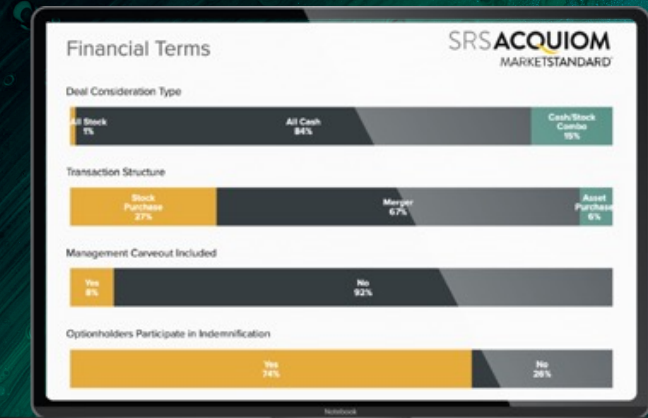 Financial Terms
SRSACQUIOM
MARKETSTANDARD
Deal Consideration Type
All Stock
1%
All Cash
84%
Cash/Stock
Combo
15%
Transaction Structure
Stock
Purchase
27%
Merger
67%
Asset
Purchase
6%
Management Carveout Included
Yes
8%
No
92%
Optionholders Participate in Indemnification
Yes
74%
No
26%
Notebook